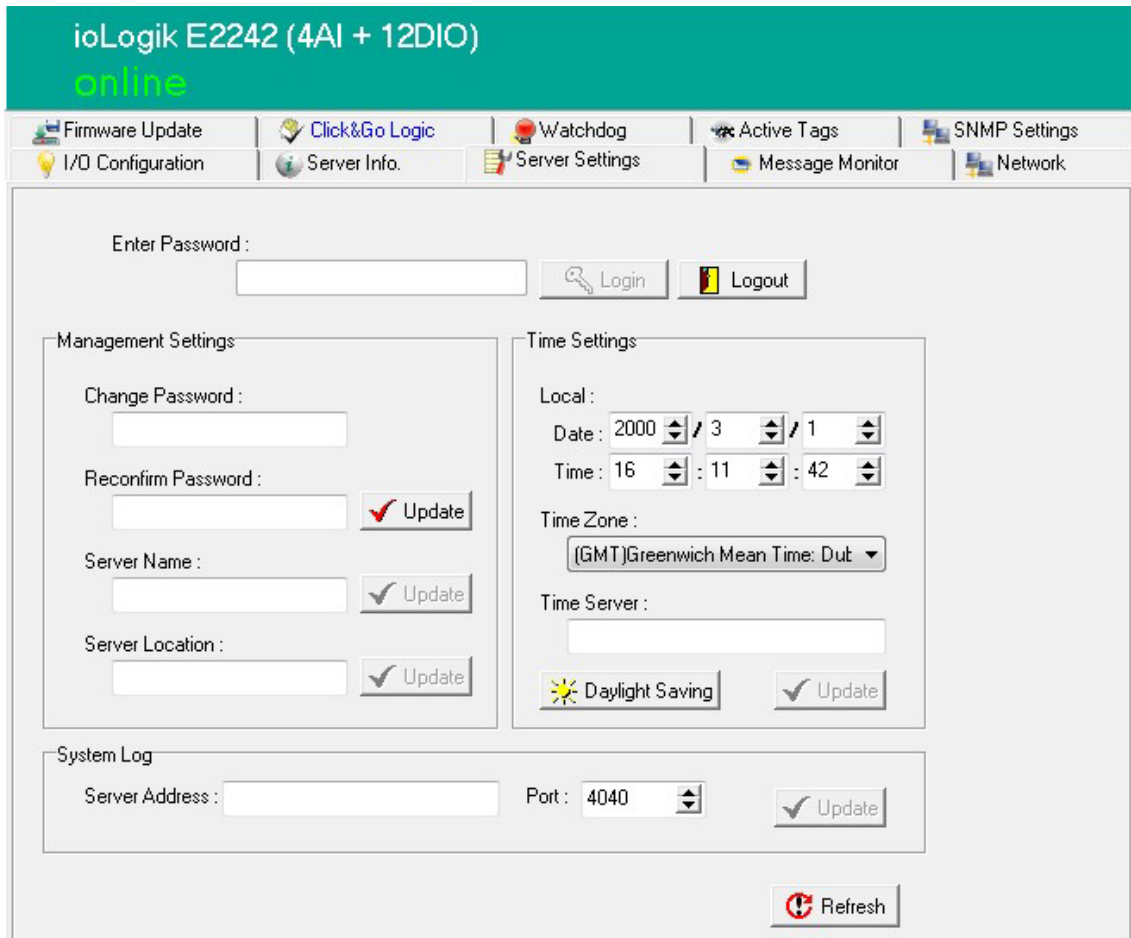 ioLogik E2242 (4AI + 12DIO)
online
Firmware Update Click&Go Logic Watchdog Active Tags SNMP Settings
I/O Configuration Server Info. Server Settings Message Monitor Network
Enter Password :
Login Logout
Management Settings
Change Password :
Reconfirm Password :
Update
Server Name :
Update
Server Location :
Update
Time Settings
Local :
Date : 2000 / 3 / 1
Time : 16 : 11 : 42
Time Zone :
(GMT)Greenwich Mean Time: Dub
Time Server :
Daylight Saving Update
System Log
Server Address : Port : 4040 Update
Refresh